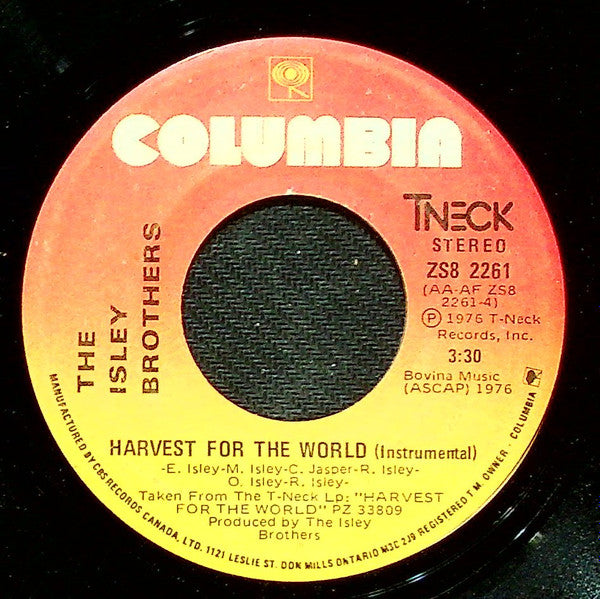 COLUMBIA
THE
ISLEY
BROTHERS
TNECK
STEREO
ZS8 2261
(AA-AF ZS8
2261-4)
Ⓟ 1976 T-Neck
Records, Inc.
3:30
Bovina Music
(ASCAP) 1976
HARVEST FOR THE WORLD (Instrumental)
-E. Isley-M. Isley-C. Jasper-R. Isley-
O. Isley-R. Isley-
Taken From The T-Neck Lp: "HARVEST
FOR THE WORLD" PZ 33809
Produced by The Isley
Brothers
MANUFACTURED BY CBS RECORDS CANADA, LTD. 1121 LESLIE ST. DON MILLS ONTARIO M3C 2J9 REGISTERED T.M. OWNER - COLUMBIA